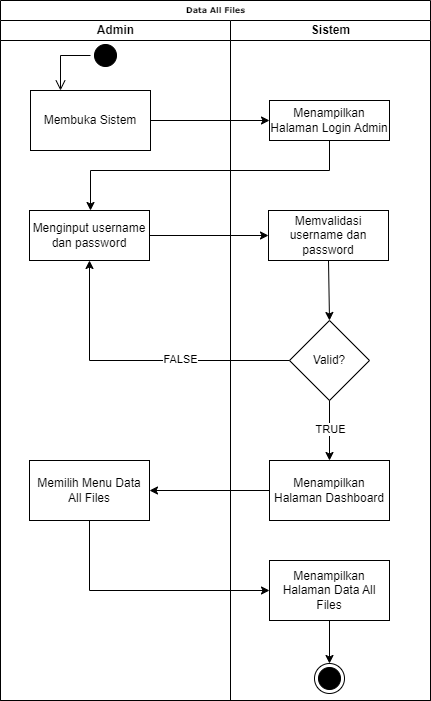 Data All Files
Admin
Sistem
Membuka Sistem
Menampilkan
Halaman Login Admin
Menginput username
dan password
Memvalidasi
username dan
password
Valid?
FALSE
TRUE
Memilih Menu Data
All Files
Menampilkan
Halaman Dashboard
Menampilkan
Halaman Data All
Files